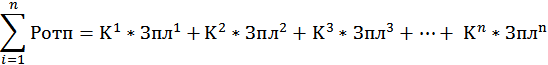 n
∑ Ротп = К¹ * Зпл¹ + К² * Зпл² + К³ * Зпл³ + ⋯ + Кⁿ * Зплⁿ
i=1